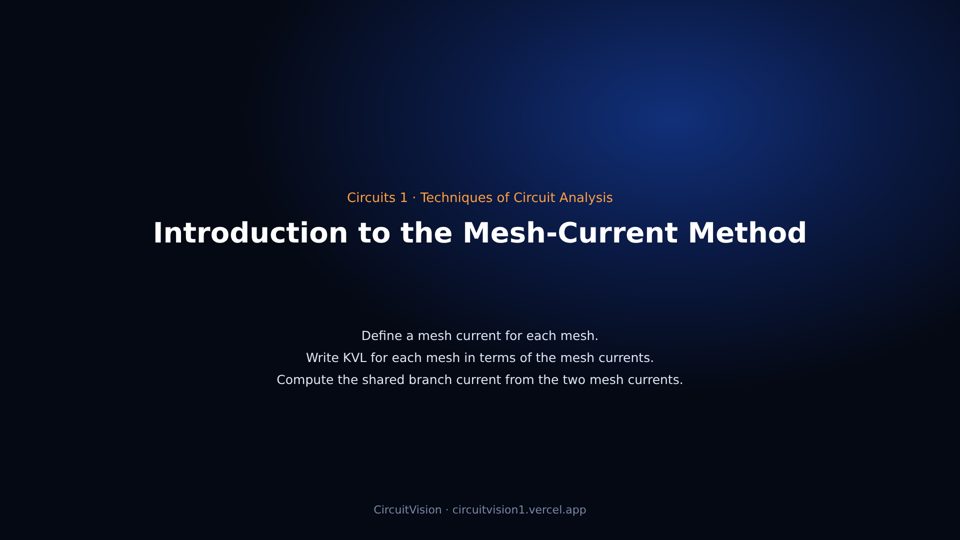 Circuits 1 · Techniques of Circuit Analysis
Introduction to the Mesh-Current Method
Define a mesh current for each mesh.
Write KVL for each mesh in terms of the mesh currents.
Compute the shared branch current from the two mesh currents.
CircuitVision · circuitvision1.vercel.app